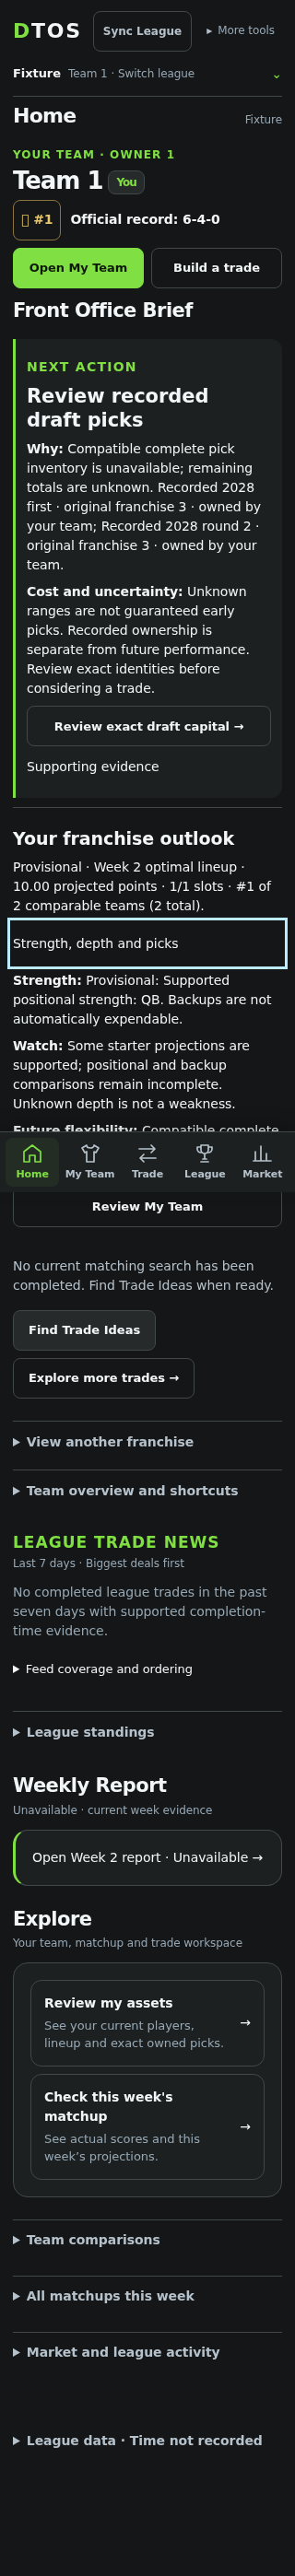 DTOS
Sync League
▸ More tools
Fixture Team 1 · Switch league
Home
Fixture
YOUR TEAM · OWNER 1
Team 1 You
#1 Official record: 6-4-0
Open My Team
Build a trade
Front Office Brief
NEXT ACTION
Review recorded
draft picks
Why: Compatible complete pick
inventory is unavailable; remaining
totals are unknown. Recorded 2028
first · original franchise 3 · owned by
your team; Recorded 2028 round 2 ·
original franchise 3 · owned by your
team.
Cost and uncertainty: Unknown
ranges are not guaranteed early
picks. Recorded ownership is
separate from future performance.
Review exact identities before
considering a trade.
Review exact draft capital →
Supporting evidence
Your franchise outlook
Provisional · Week 2 optimal lineup ·
10.00 projected points · 1/1 slots · #1 of
2 comparable teams (2 total).
Strength, depth and picks
Strength: Provisional: Supported
positional strength: QB. Backups are not
automatically expendable.
Watch: Some starter projections are
supported; positional and backup
comparisons remain incomplete.
Unknown depth is not a weakness.
Future flexibility: Compatible complete
Home
My Team
Trade
League
Market
Review My Team
No current matching search has been
completed. Find Trade Ideas when ready.
Find Trade Ideas
Explore more trades →
▶ View another franchise
▶ Team overview and shortcuts
LEAGUE TRADE NEWS
Last 7 days · Biggest deals first
No completed league trades in the past
seven days with supported completion-
time evidence.
▶ Feed coverage and ordering
▶ League standings
Weekly Report
Unavailable · current week evidence
Open Week 2 report · Unavailable →
Explore
Your team, matchup and trade workspace
Review my assets
See your current players,
lineup and exact owned picks.
→
Check this week's
matchup
See actual scores and this
week’s projections.
→
▶ Team comparisons
▶ All matchups this week
▶ Market and league activity
▶ League data · Time not recorded